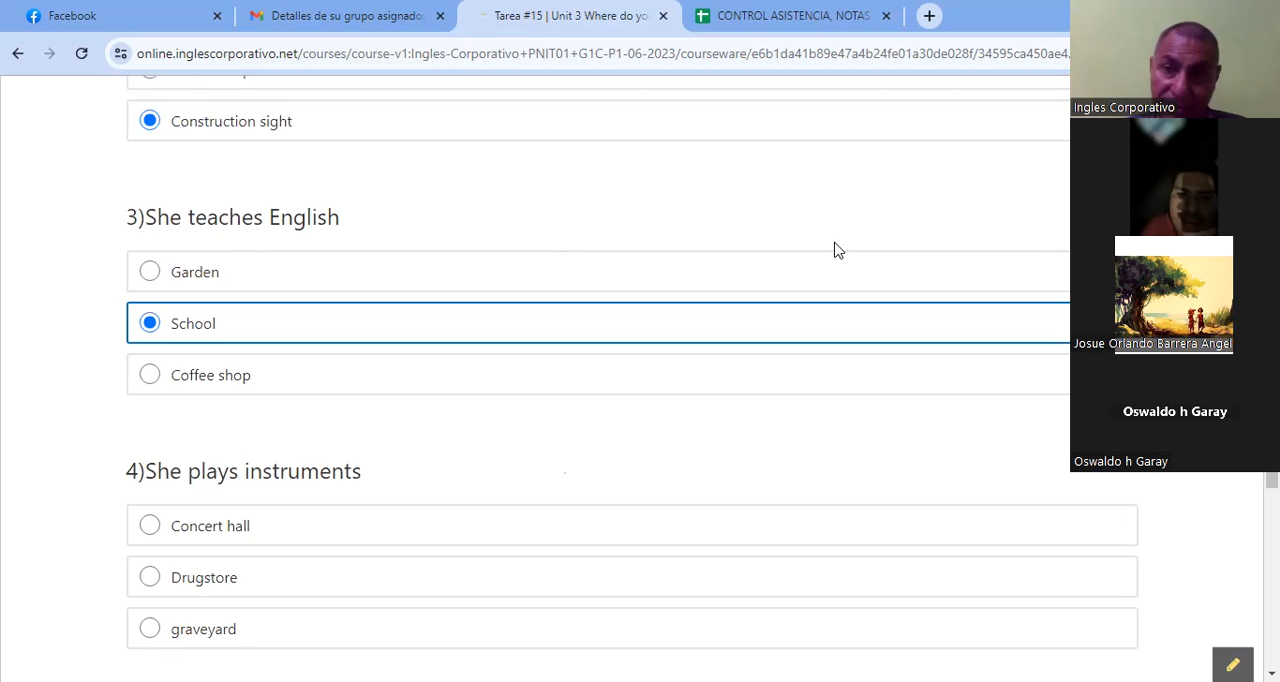 Facebook
Detalles de su grupo asignado
Tarea #15 | Unit 3 Where do yo
CONTROL ASISTENCIA, NOTAS
online.inglescorporativo.net/courses/course-v1:Ingles-Corporativo+PNIT01+G1C-P1-06-2023/courseware/e6b1da41b89e47a4b24fe01a30de028f/34595ca450ae4
Construction sight
3)She teaches English
Garden
School
Coffee shop
4)She plays instruments
Concert hall
Drugstore
graveyard
Ingles Corporativo
Josue Orlando Barrera Angel
Oswaldo h Garay
Oswaldo h Garay